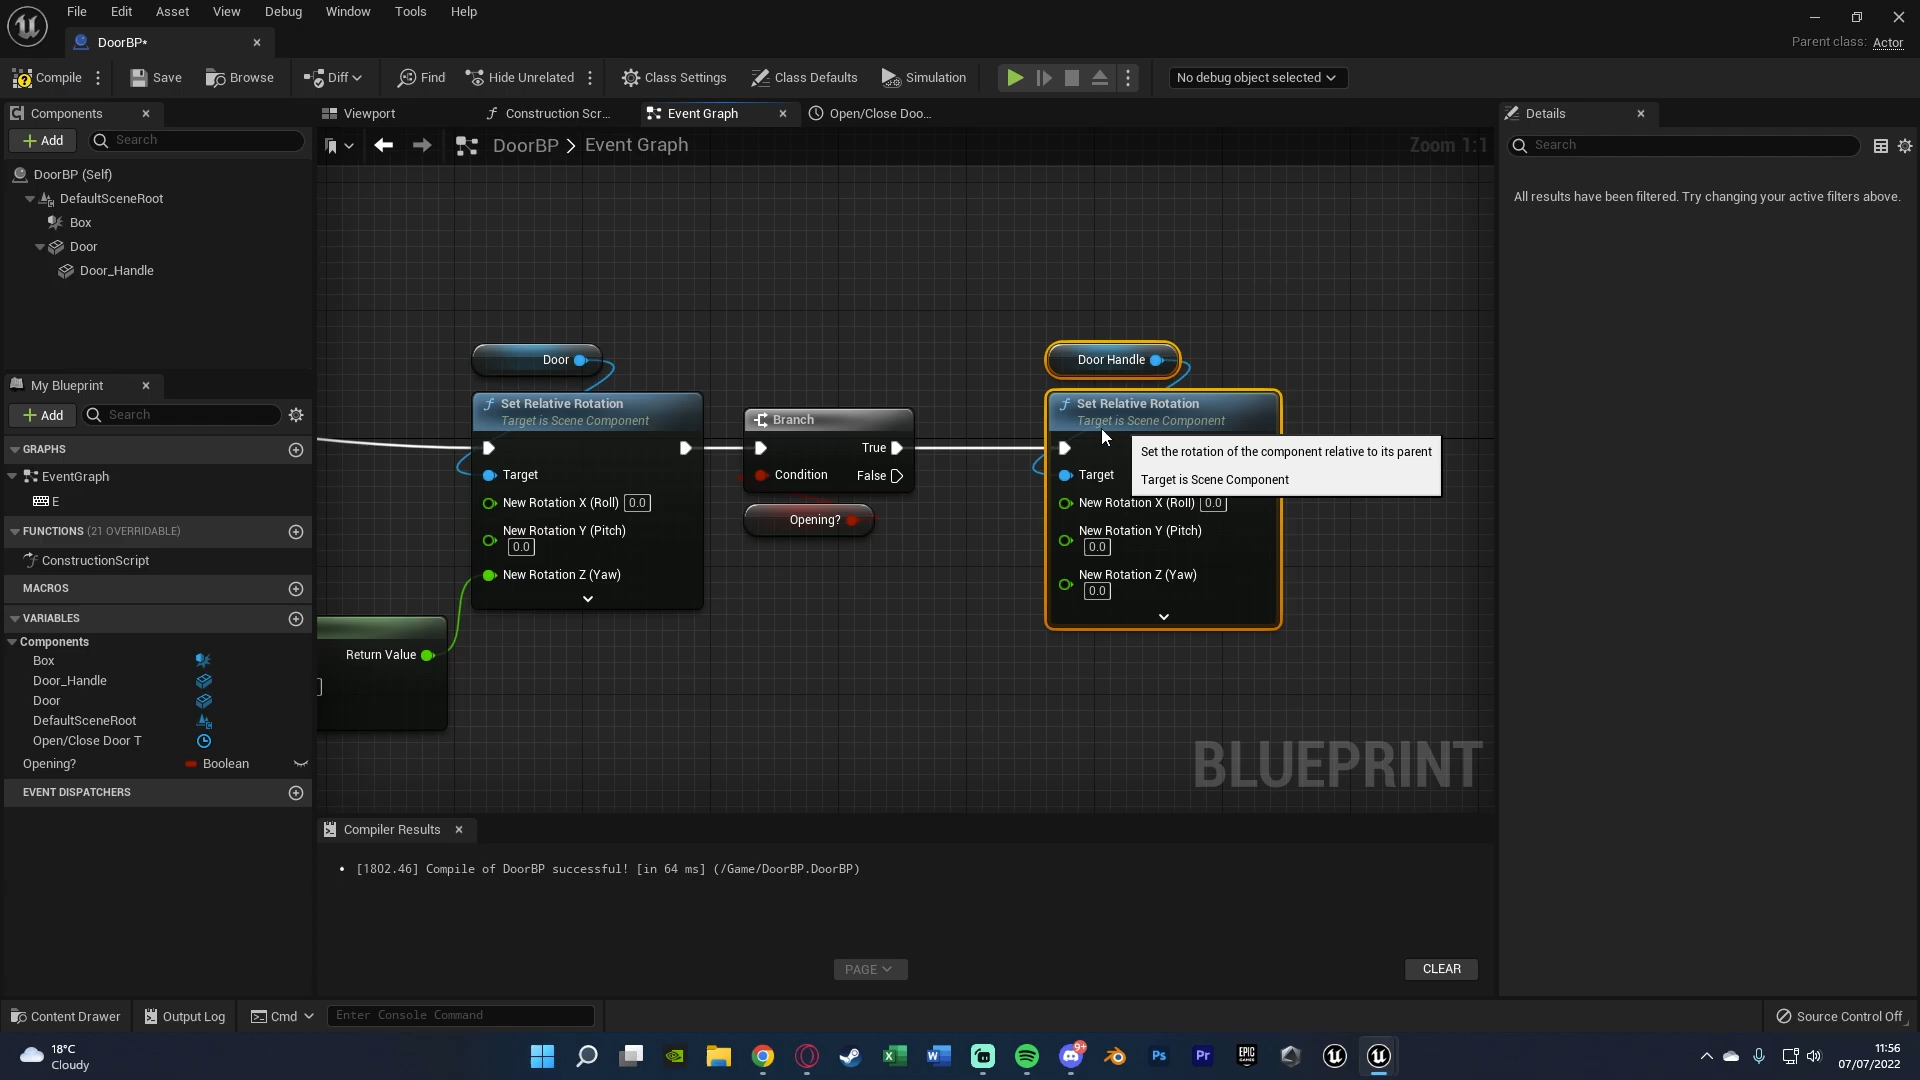 File Edit Asset View Debug Window Tools Help
DoorBP*
Parent class: Actor
Compile Save Browse Diff Find Hide Unrelated Class Settings Class Defaults Simulation No debug object selected
Components
Viewport Construction Scr... Event Graph Open/Close Doo...
Details
Add Search
DoorBP > Event Graph
Zoom 1:1
Search
DoorBP (Self)
DefaultSceneRoot
Box
Door
Door_Handle
All results have been filtered. Try changing your active filters above.
My Blueprint
Add Search
GRAPHS
EventGraph
E
FUNCTIONS (21 OVERRIDABLE)
ConstructionScript
MACROS
VARIABLES
Components
Box
Door_Handle
Door
DefaultSceneRoot
Open/Close Door T
Opening? Boolean
EVENT DISPATCHERS
Door
Set Relative Rotation
Target is Scene Component
Target
New Rotation X (Roll) 0.0
New Rotation Y (Pitch)
0.0
New Rotation Z (Yaw)
Return Value
Branch
True
Condition False
Opening?
Door Handle
Set Relative Rotation
Target is Scene Component
Target
New Rotation X (Roll) 0.0
New Rotation Y (Pitch)
0.0
New Rotation Z (Yaw)
0.0
Set the rotation of the component relative to its parent
Target is Scene Component
BLUEPRINT
Compiler Results
[1802.46] Compile of DoorBP successful! [in 64 ms] (/Game/DoorBP.DoorBP)
PAGE
CLEAR
Content Drawer Output Log Cmd Enter Console Command
Source Control Off
18°C
Cloudy
X W 9+ Ps Pr EPIC GAMES
11:56
07/07/2022